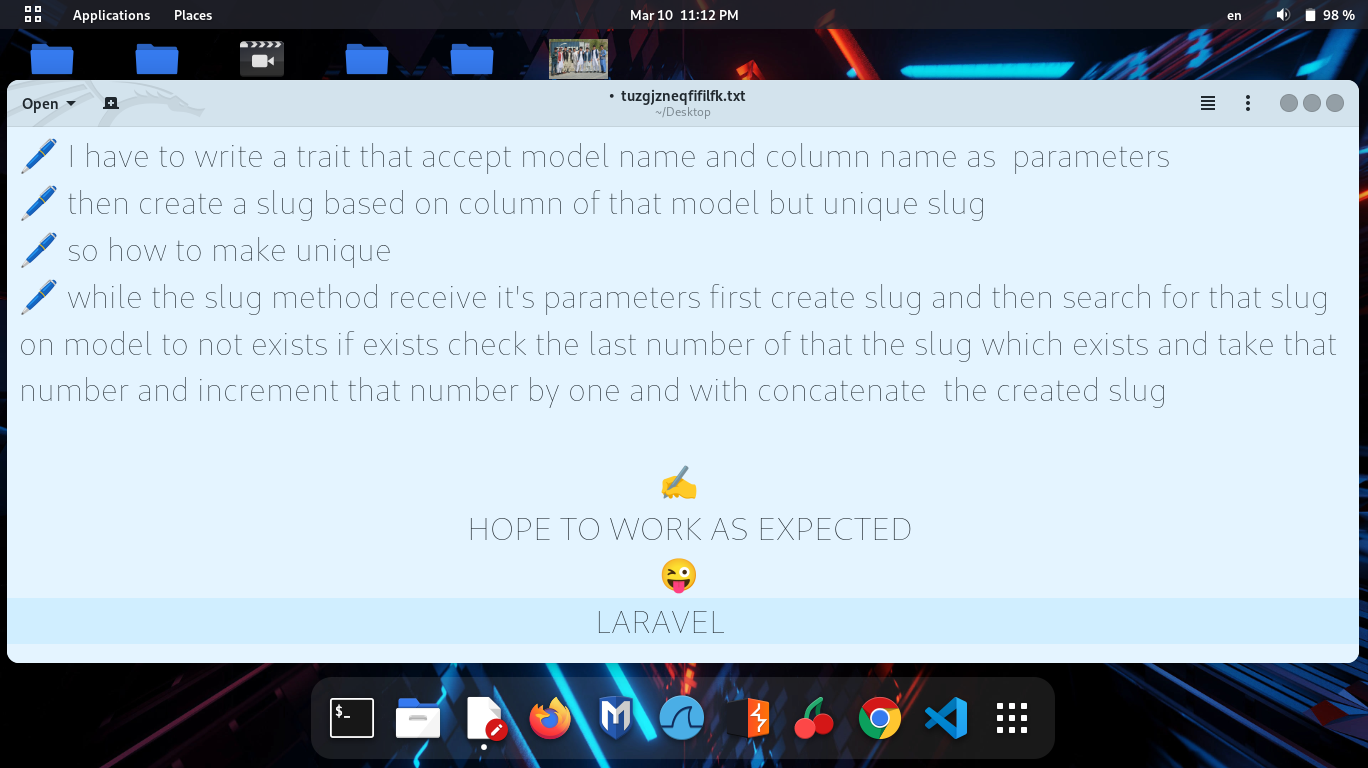 Applications Places Mar 10 11:12 PM en 98 %
Open • tuzgjzneqfifilfk.txt
~/Desktop
🖊️ I have to write a trait that accept model name and column name as  parameters
🖊️ then create a slug based on column of that model but unique slug
🖊️ so how to make unique
🖊️ while the slug method receive it's parameters first create slug and then search for that slug
on model to not exists if exists check the last number of that the slug which exists and take that
number and increment that number by one and with concatenate  the created slug
✍️
HOPE TO WORK AS EXPECTED
😜
LARAVEL
$_